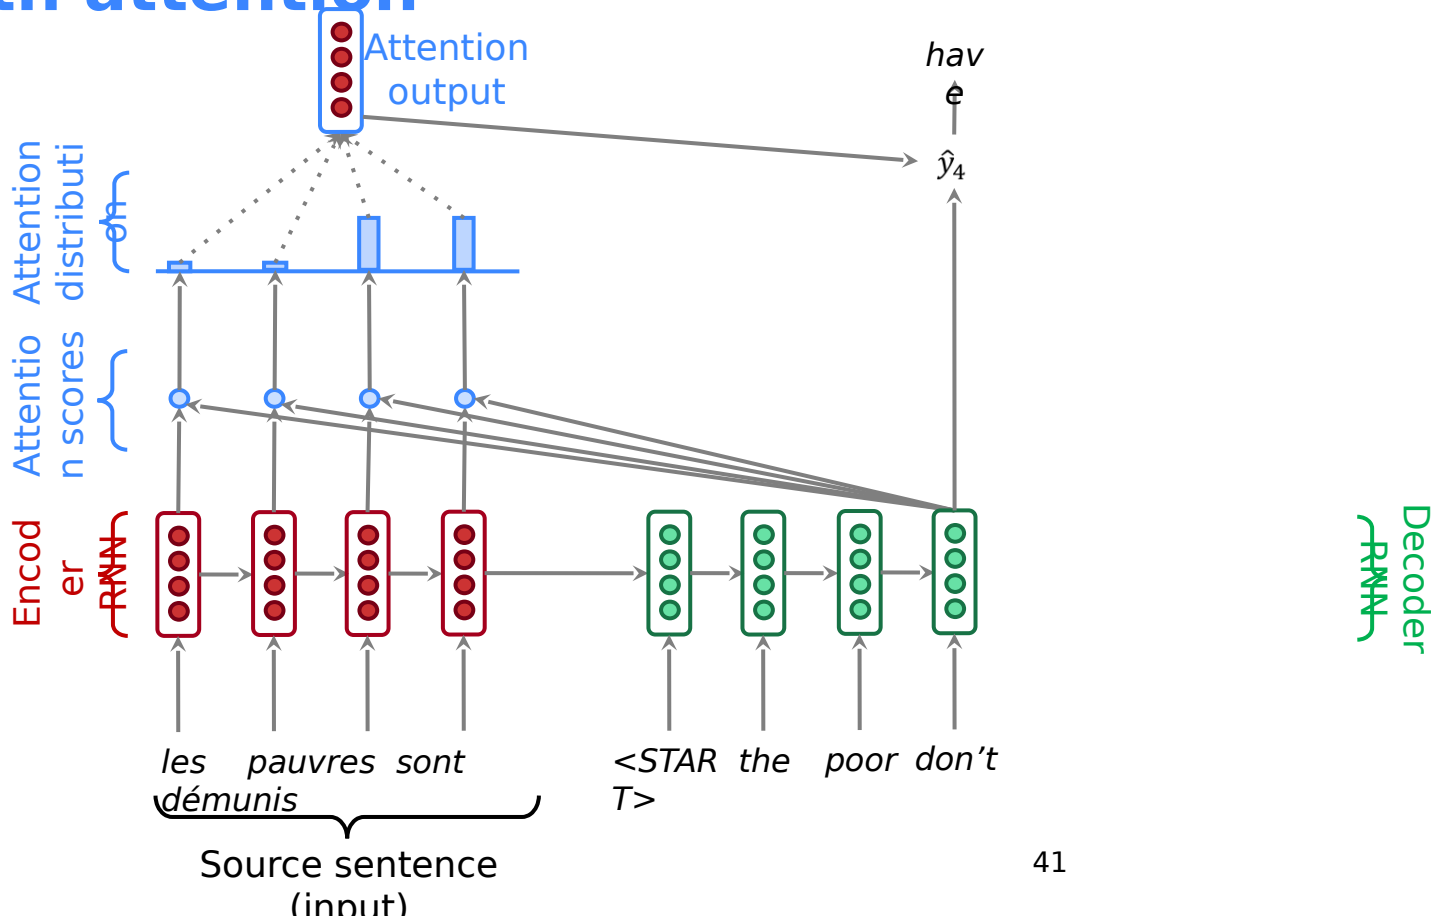 attention
Attention
output
hav
e
ŷ4
Attention
distributi
on
Attentio
n scores
Encod
er
RNN
Decoder
RNN
les pauvres sont
démunis
<STAR the poor don’t
T>
Source sentence
(input)
41